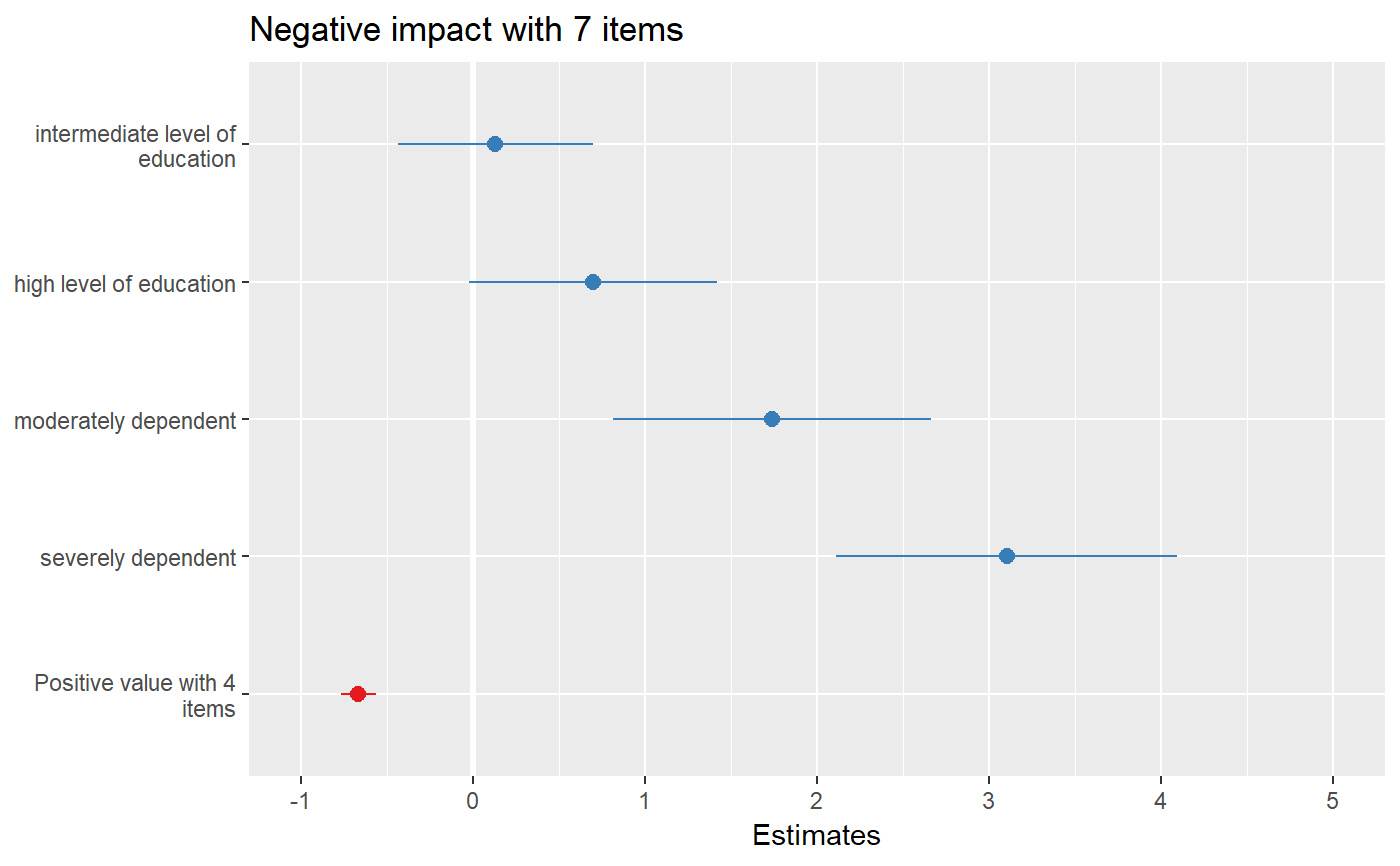 Negative impact with 7 items
intermediate level of
education
high level of education
moderately dependent
severely dependent
Positive value with 4
items
-1 0 1 2 3 4 5
Estimates